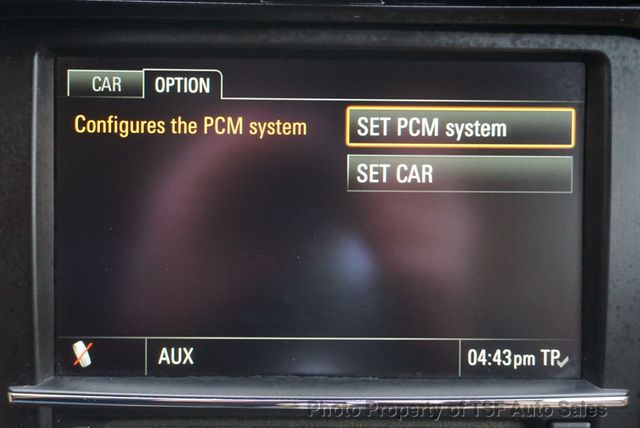 CAR OPTION
Configures the PCM system SET PCM system
SET CAR
AUX 04:43pm TP
Photo Property of TSF Auto Sales